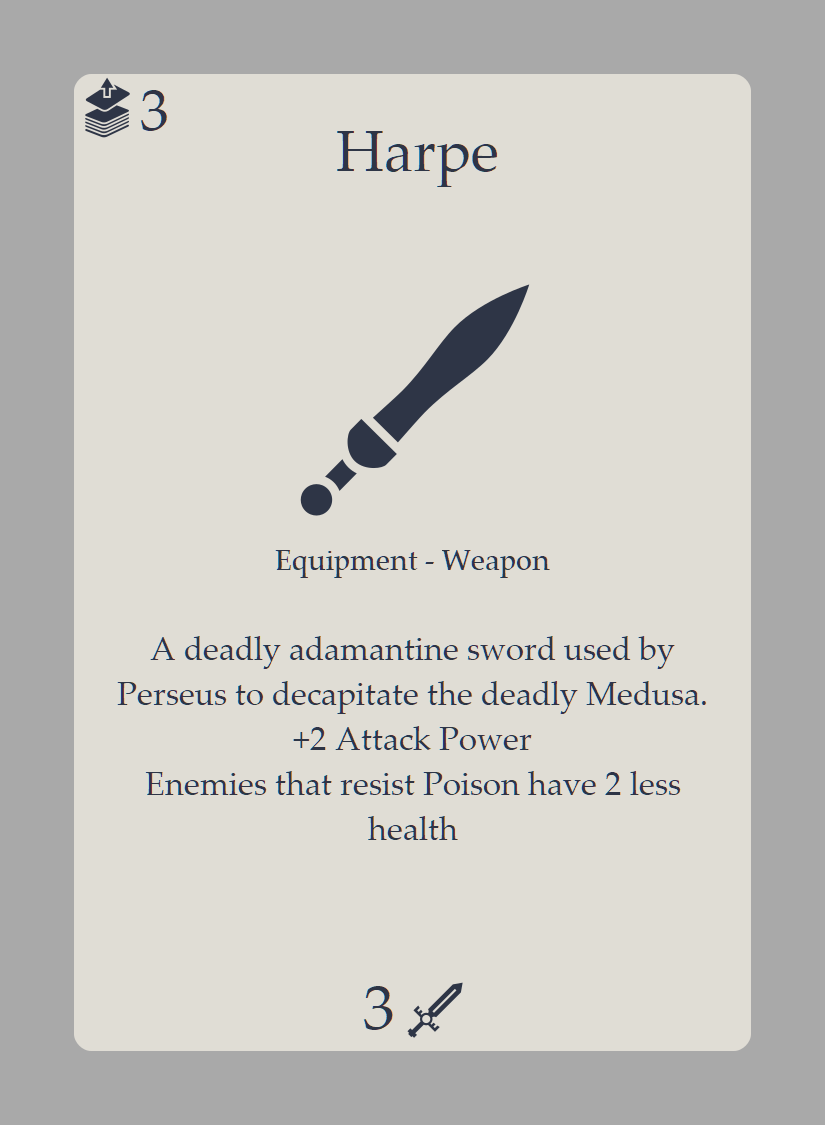 3
Harpe
Equipment - Weapon
A deadly adamantine sword used by
Perseus to decapitate the deadly Medusa.
+2 Attack Power
Enemies that resist Poison have 2 less
health
3